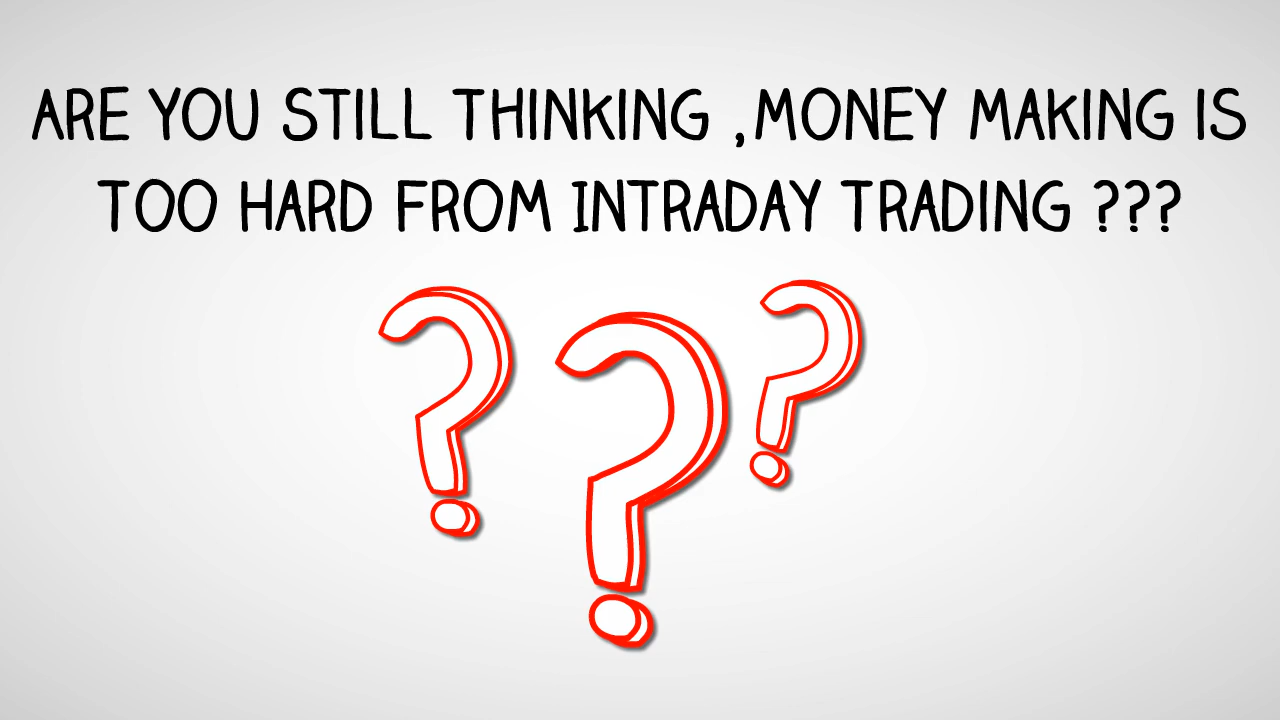 ARE YOU STILL THINKING ,MONEY MAKING IS
TOO HARD FROM INTRADAY TRADING ???